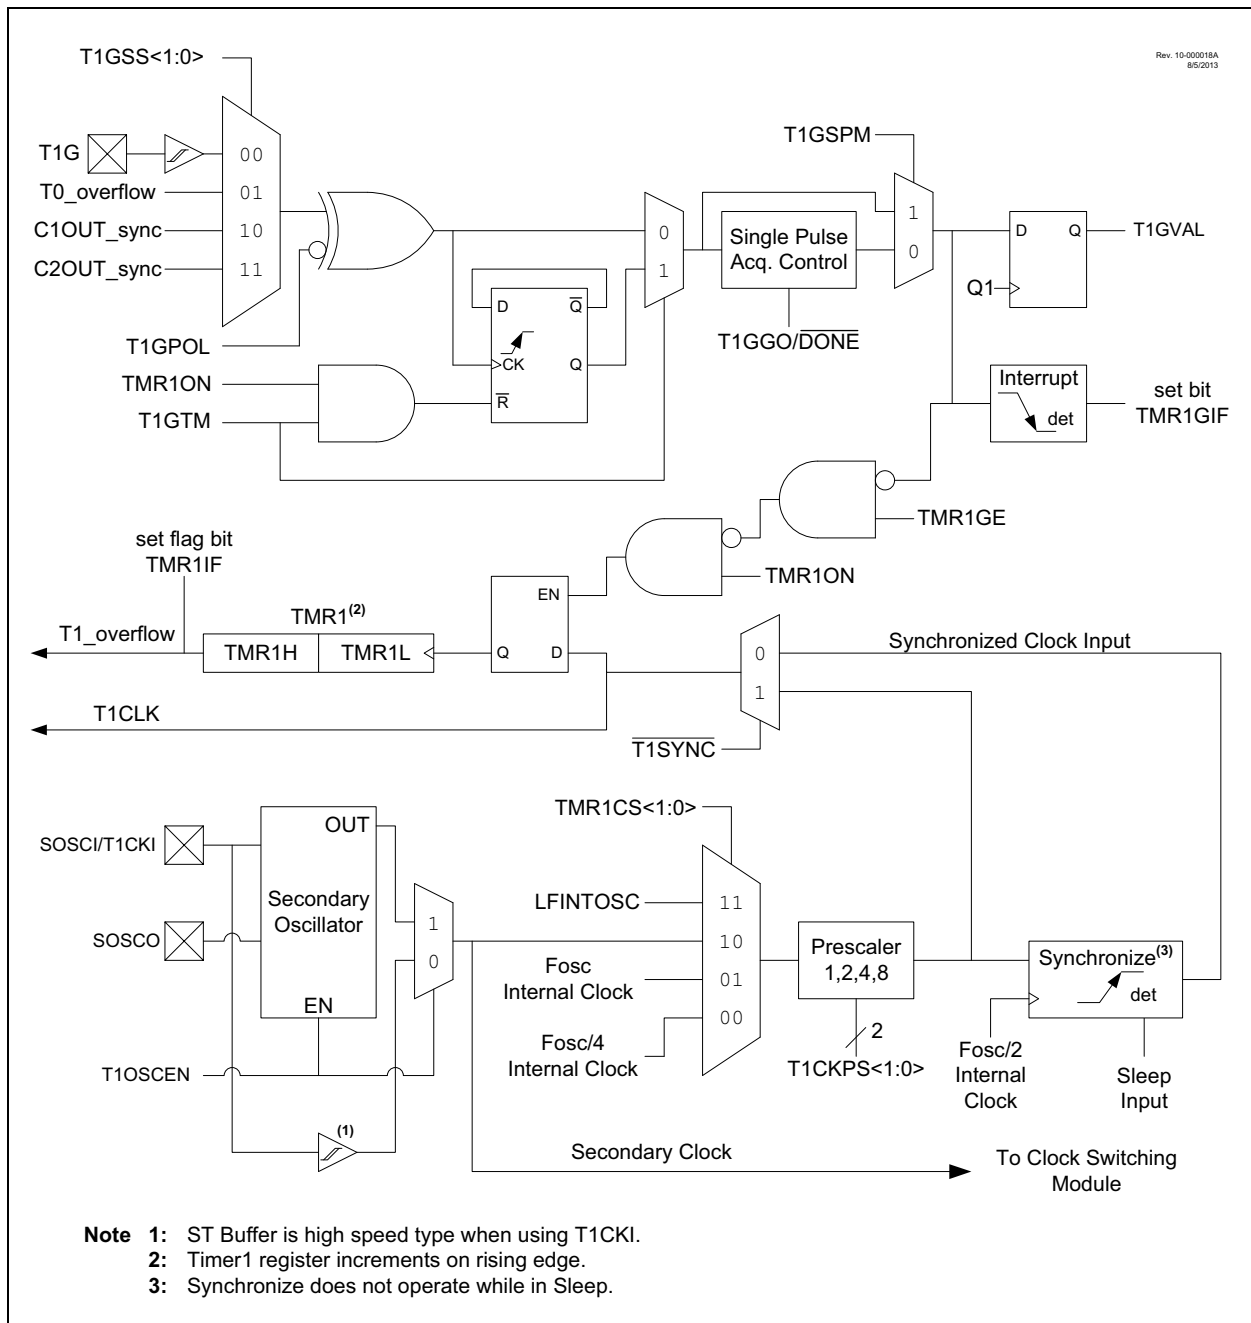 Rev. 10-000018A
8/5/2013
T1GSS<1:0>
T1G
T0_overflow
C1OUT_sync
C2OUT_sync
00
01
10
11
T1GPOL
TMR1ON
T1GTM
D
Q
CK
Q
R
0
1
T1GSPM
Single Pulse
Acq. Control
T1GGO/DONE
1
0
D
Q
Q1
T1GVAL
Interrupt
det
set bit
TMR1GIF
TMR1GE
TMR1ON
set flag bit
TMR1IF
TMR1(2)
T1_overflow
TMR1H
TMR1L
EN
Q
D
T1CLK
0
1
T1SYNC
Synchronized Clock Input
SOSCI/T1CKI
SOSCO
OUT
Secondary
Oscillator
EN
T1OSCEN
(1)
1
0
TMR1CS<1:0>
LFINTOSC
Fosc
Internal Clock
Fosc/4
Internal Clock
11
10
01
00
Prescaler
1,2,4,8
2
T1CKPS<1:0>
Synchronize(3)
det
Fosc/2
Internal
Clock
Sleep
Input
Secondary Clock
To Clock Switching
Module
Note 1: ST Buffer is high speed type when using T1CKI.
2: Timer1 register increments on rising edge.
3: Synchronize does not operate while in Sleep.